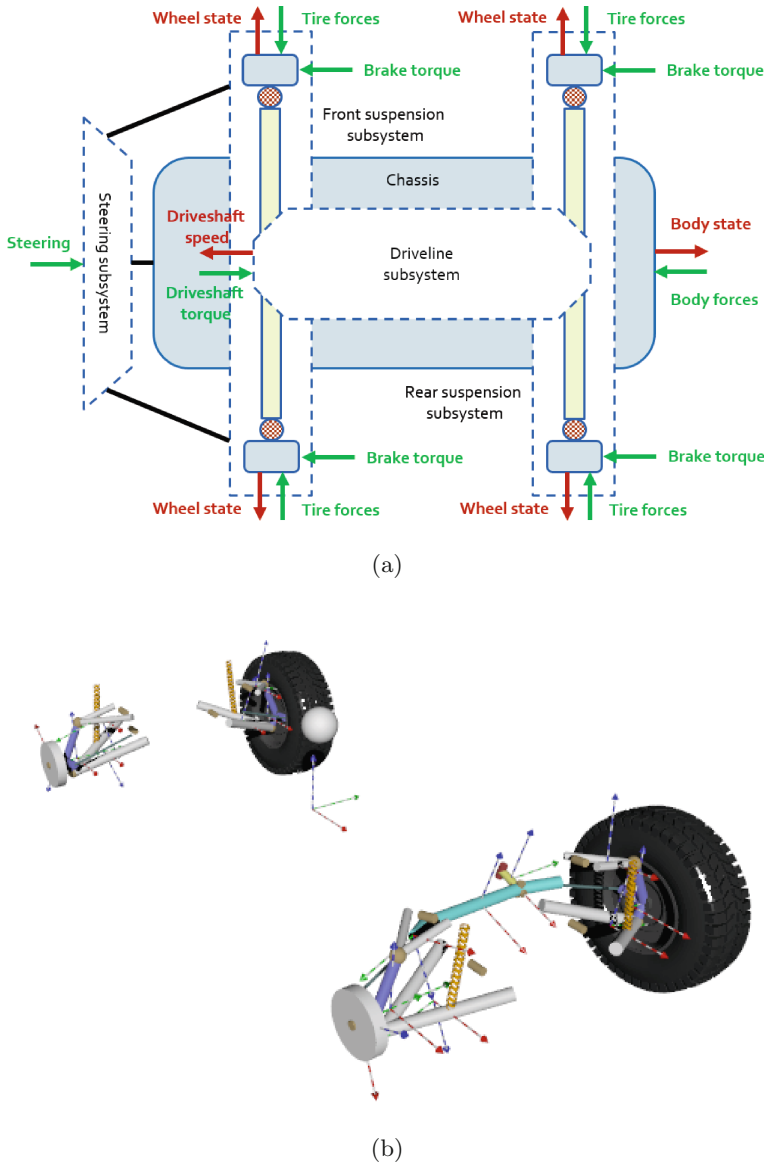 Wheel state
Tire forces
Wheel state
Tire forces
Brake torque
Brake torque
Front suspension
subsystem
Chassis
Steering subsystem
Steering
Driveshaft
speed
Driveshaft
torque
Driveline
subsystem
Body state
Body forces
Rear suspension
subsystem
Brake torque
Brake torque
Wheel state
Tire forces
Wheel state
Tire forces
(a)
(b)